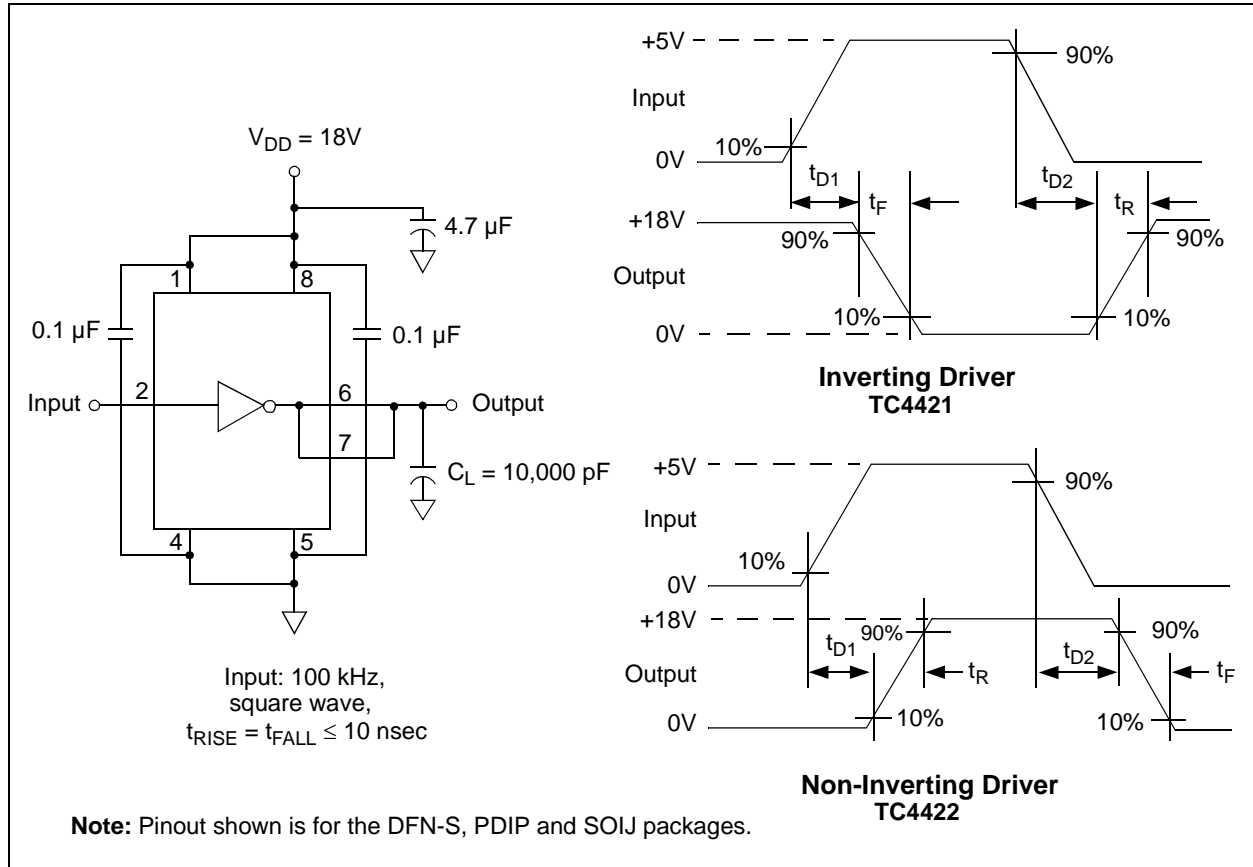 V_DD = 18V
4.7 µF
1
8
0.1 µF
0.1 µF
Input
2
6
Output
7
C_L = 10,000 pF
4
5
Input: 100 kHz,
square wave,
t_RISE = t_FALL ≤ 10 nsec
+5V
90%
Input
10%
0V
t_D1
t_D2
t_F
t_R
+18V
90%
90%
Output
10%
10%
0V
Inverting Driver
TC4421
+5V
90%
Input
10%
0V
+18V
t_D1
90%
90%
t_D2
t_F
Output
t_R
10%
10%
0V
Non-Inverting Driver
TC4422
Note: Pinout shown is for the DFN-S, PDIP and SOIJ packages.